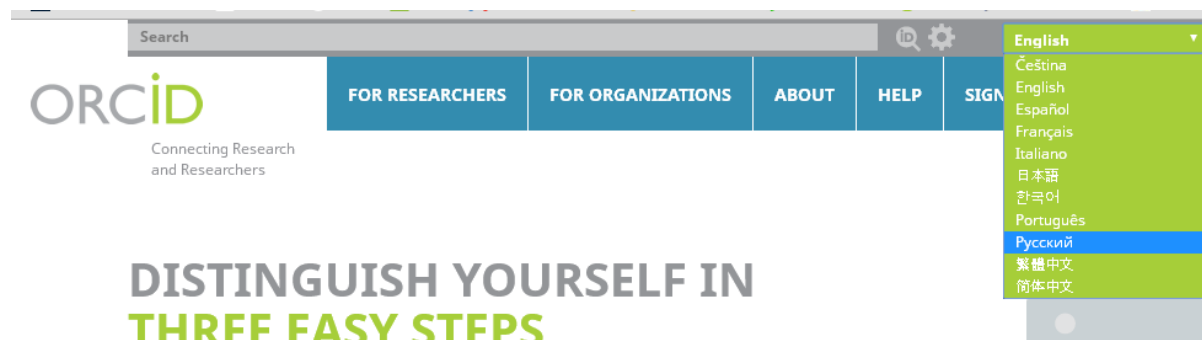 Search
English
Čeština
English
Español
Français
Italiano
日本語
한국어
Português
Русский
繁體中文
简体中文
ORCiD
Connecting Research
and Researchers
FOR RESEARCHERS
FOR ORGANIZATIONS
ABOUT
HELP
SIGN
DISTINGUISH YOURSELF IN
THREE EASY STEPS